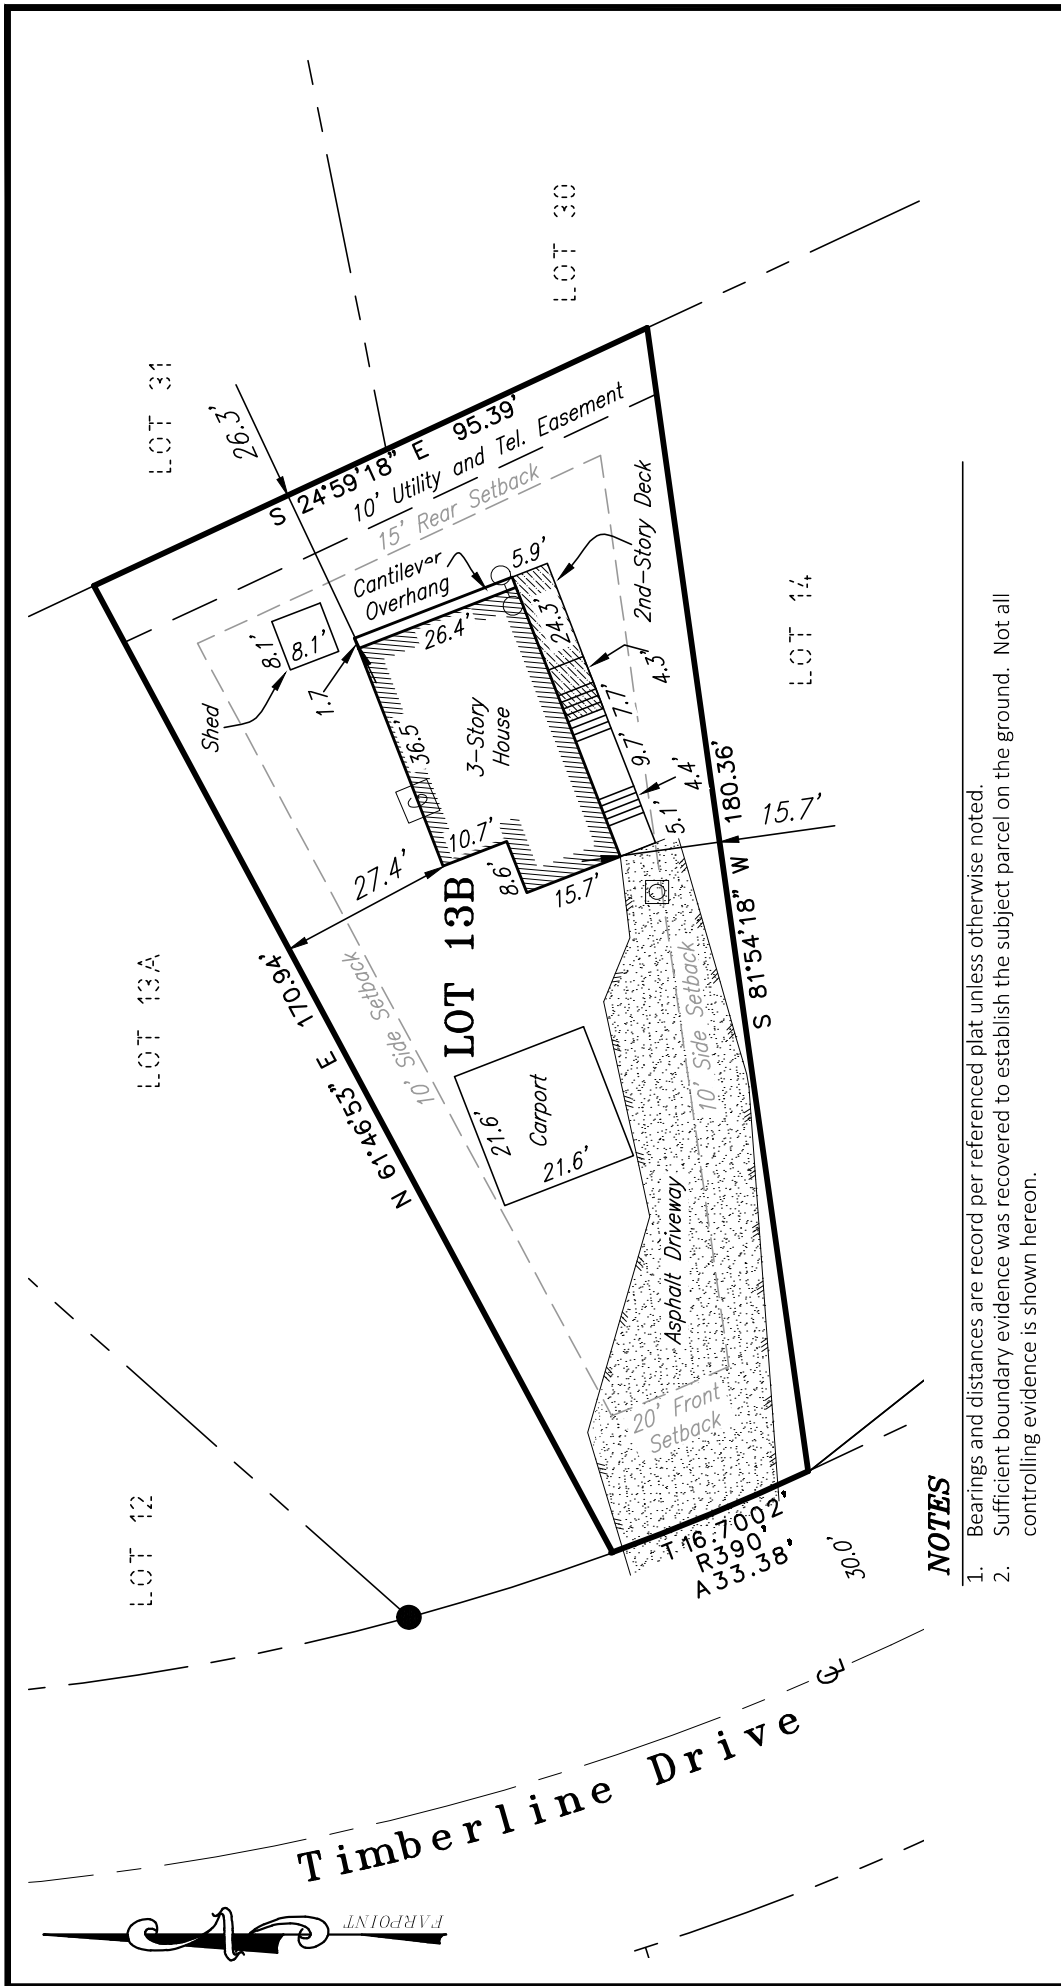 LOT 31
LOT 30
26.3'
S 24°59'18" E 95.39'
10' Utility and Tel. Easement
15' Rear Setback
Shed
8.1'
8.1'
1.7
Cantilever
Overhang
5.9'
2nd-Story Deck
26.4'
24.3'
4.3'
7.7'
9.7'
4.4'
5.1'
36.5'
3-Story
House
10.7'
8.6'
15.7'
27.4'
15.7'
LOT 14
LOT 13A
LOT 13B
N 61°46'53" E 170.94'
10' Side Setback
S 81°54'18" W 180.36'
10' Side Setback
21.6'
Carport
21.6'
Asphalt Driveway
20' Front
Setback
LOT 12
T 16.7002'
R390'
A 33.38'
30.0'
Timberline Drive
FARPOINT
NOTES
1. Bearings and distances are record per referenced plat unless otherwise noted.
2. Sufficient boundary evidence was recovered to establish the subject parcel on the ground. Not all
controlling evidence is shown hereon.